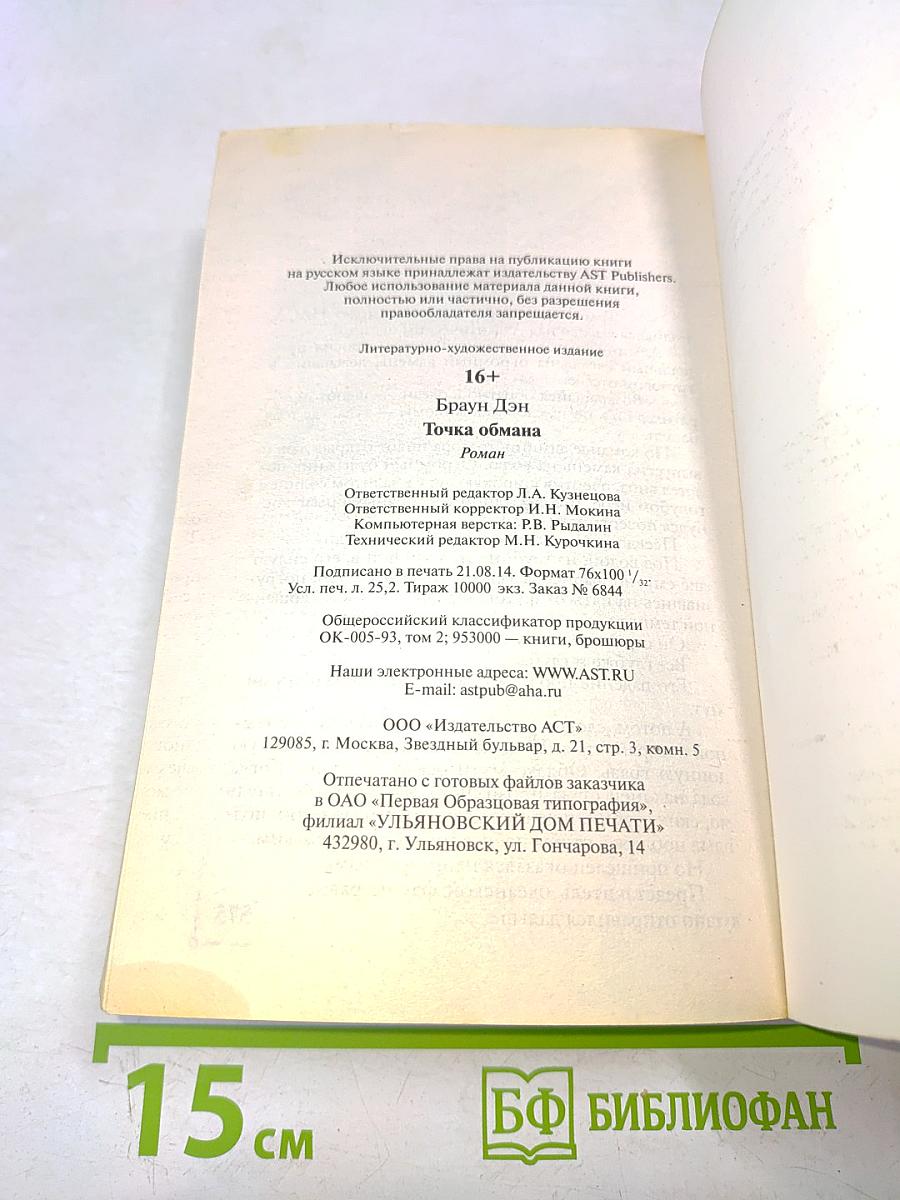 Исключительные права на публикацию книги
на русском языке принадлежат издательству AST Publishers.
Любое использование материала данной книги,
полностью или частично, без разрешения
правообладателя запрещается.
Литературно-художественное издание
16+
Браун Дэн
Точка обмана
Роман
Ответственный редактор Л.А. Кузнецова
Ответственный корректор И.Н. Мокина
Компьютерная верстка: Р.В. Рыдалин
Технический редактор М.Н. Курочкина
Подписано в печать 21.08.14. Формат 76x100 1/32.
Усл. печ. л. 25,2. Тираж 10000 экз. Заказ № 6844
Общероссийский классификатор продукции
ОК-005-93, том 2; 953000 — книги, брошюры
Наши электронные адреса: WWW.AST.RU
E-mail: astpub@aha.ru
ООО «Издательство АСТ»
129085, г. Москва, Звездный бульвар, д. 21, стр. 3, комн. 5
Отпечатано с готовых файлов заказчика
в ОАО «Первая Образцовая типография»,
филиал «УЛЬЯНОВСКИЙ ДОМ ПЕЧАТИ»
432980, г. Ульяновск, ул. Гончарова, 14
15 см
БФ БИБЛИОФАН